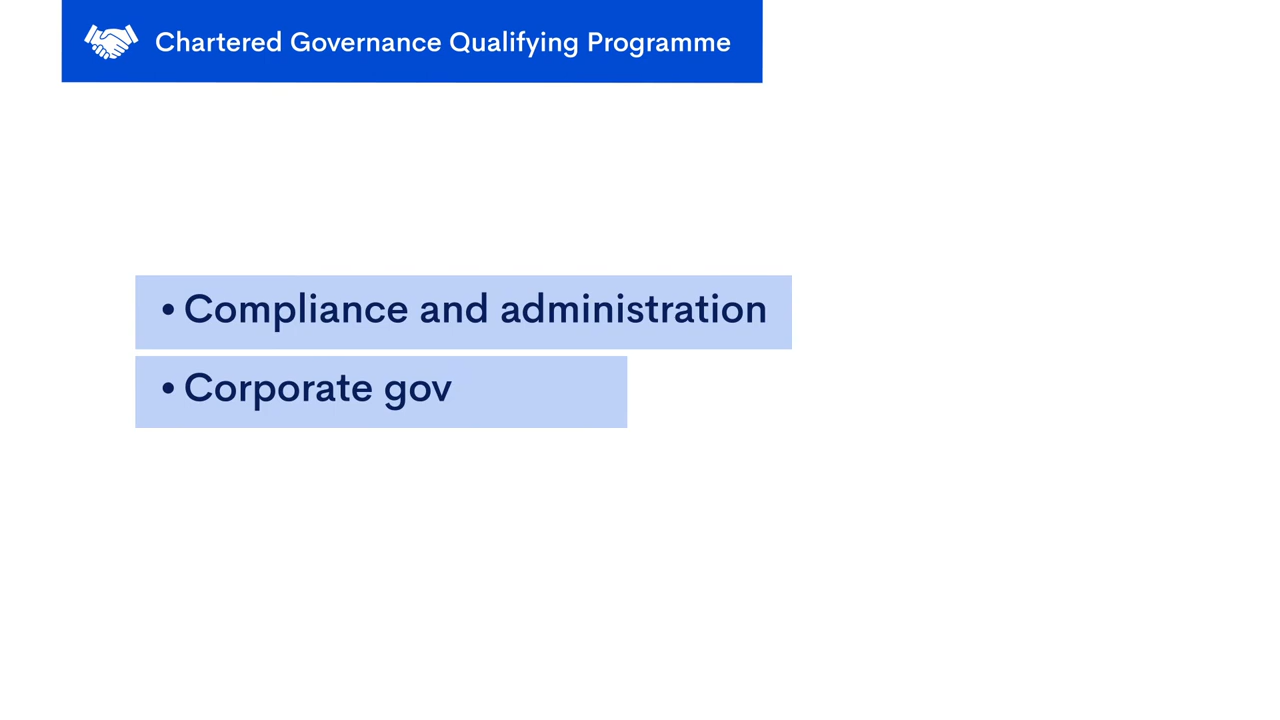 Chartered Governance Qualifying Programme
• Compliance and administration
• Corporate gov